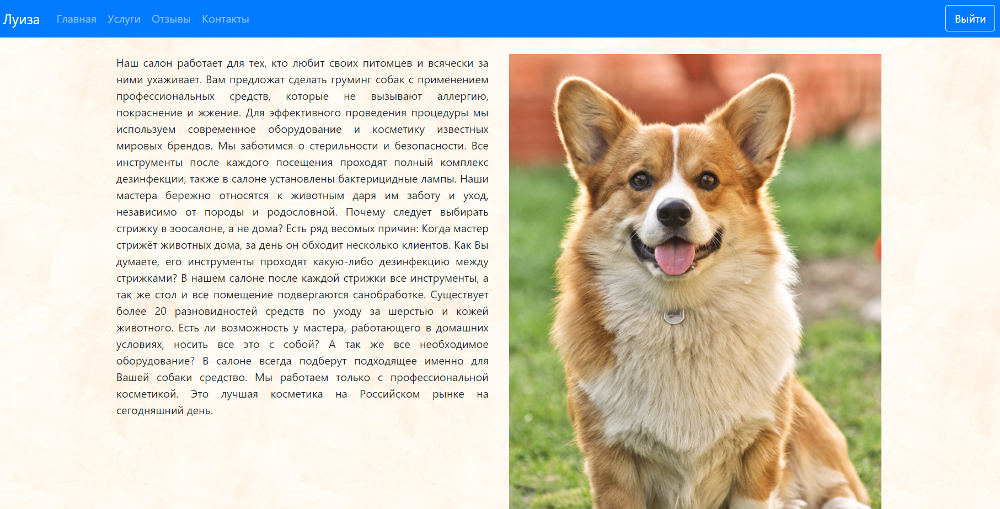 Луиза
Главная
Услуги
Отзывы
Контакты
Выйти
Наш салон работает для тех, кто любит своих питомцев и всячески за
ними ухаживает. Вам предложат сделать груминг собак с применением
профессиональных средств, которые не вызывают аллергию,
покраснение и жжение. Для эффективного проведения процедуры мы
используем современное оборудование и косметику известных
мировых брендов. Мы заботимся о стерильности и безопасности. Все
инструменты после каждого посещения проходят полный комплекс
дезинфекции, также в салоне установлены бактерицидные лампы. Наши
мастера бережно относятся к животным даря им заботу и уход,
независимо от породы и родословной. Почему следует выбирать
стрижку в зоосалоне, а не дома? Есть ряд весомых причин: Когда мастер
стрижёт животных дома, за день он обходит несколько клиентов. Как Вы
думаете, его инструменты проходят какую-либо дезинфекцию между
стрижками? В нашем салоне после каждой стрижки все инструменты, а
так же стол и все помещение подвергаются санобработке. Существует
более 20 разновидностей средств по уходу за шерстью и кожей
животного. Есть ли возможность у мастера, работающего в домашних
условиях, носить все это с собой? А так же все необходимое
оборудование? В салоне всегда подберут подходящее именно для
Вашей собаки средство. Мы работаем только с профессиональной
косметикой. Это лучшая косметика на Российском рынке на
сегодняшний день.